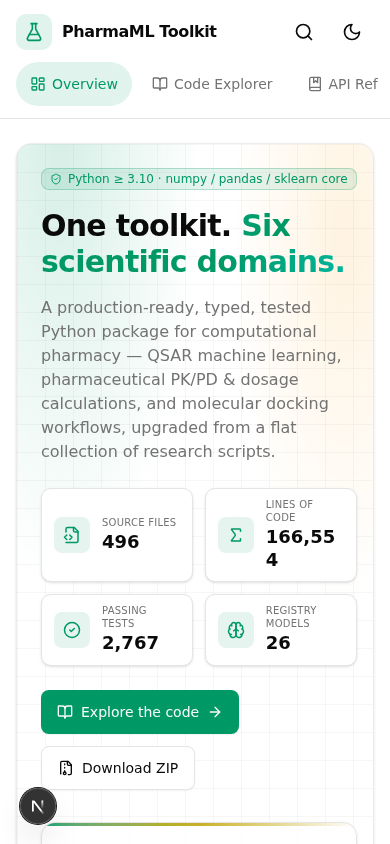 PharmaML Toolkit
Overview
Code Explorer
API Ref
Python ≥ 3.10 · numpy / pandas / sklearn core
One toolkit. Six
scientific domains.
A production-ready, typed, tested
Python package for computational
pharmacy — QSAR machine learning,
pharmaceutical PK/PD & dosage
calculations, and molecular docking
workflows, upgraded from a flat
collection of research scripts.
SOURCE FILES
496
LINES OF
CODE
166,55
4
PASSING
TESTS
2,767
REGISTRY
MODELS
26
Explore the code
Download ZIP
N